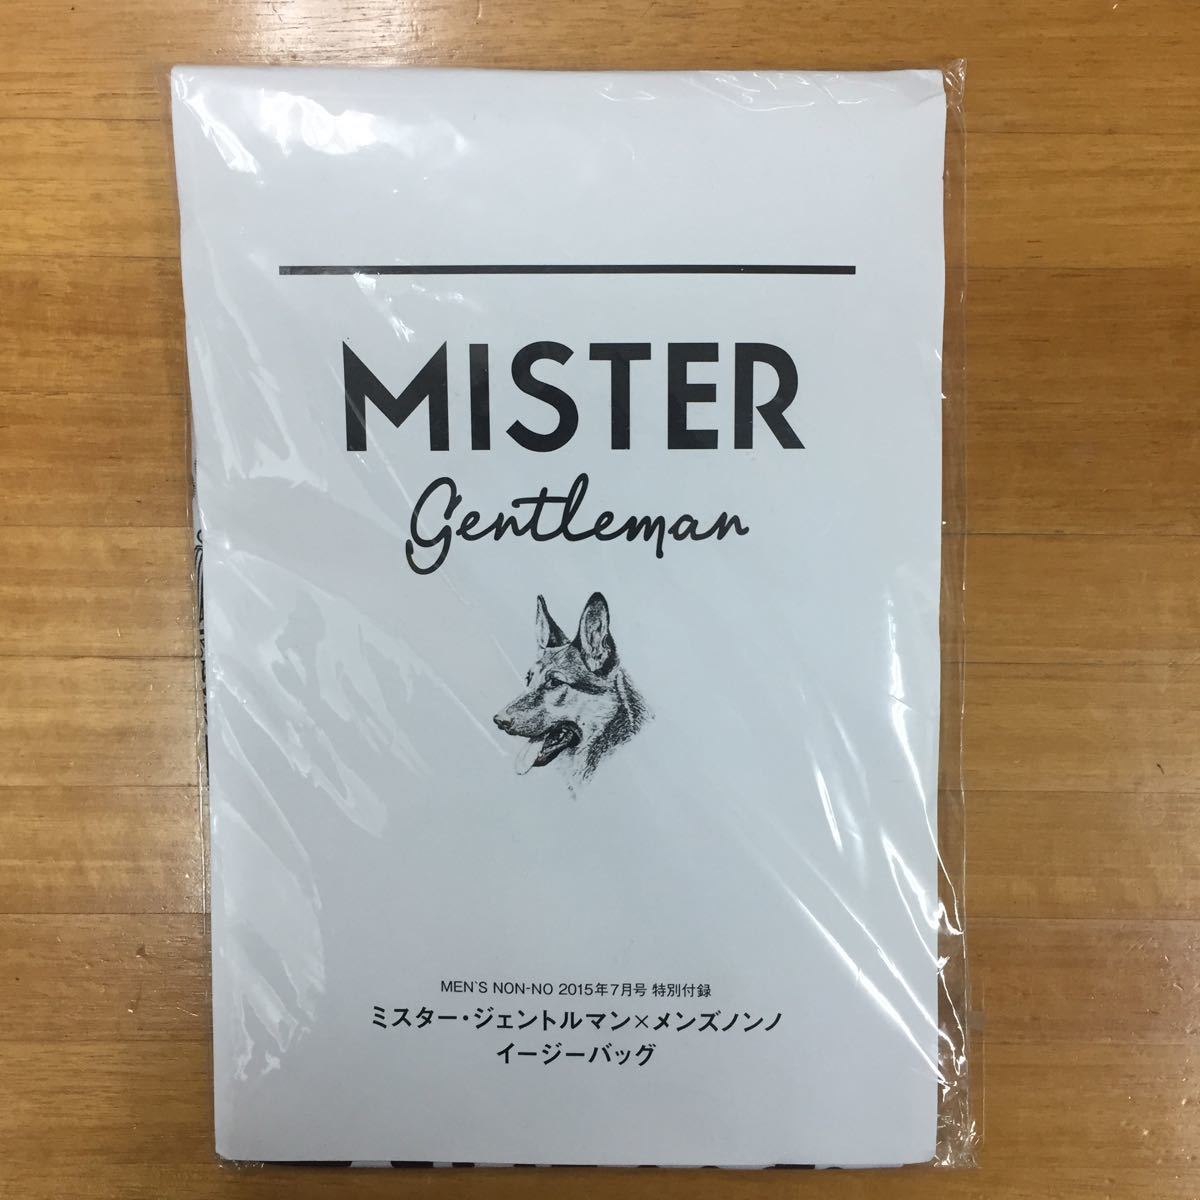 MISTER
Gentleman
MEN`S NON-NO 2015年7月号 特別付録
ミスター・ジェントルマン×メンズノンノ
イージーバッグ